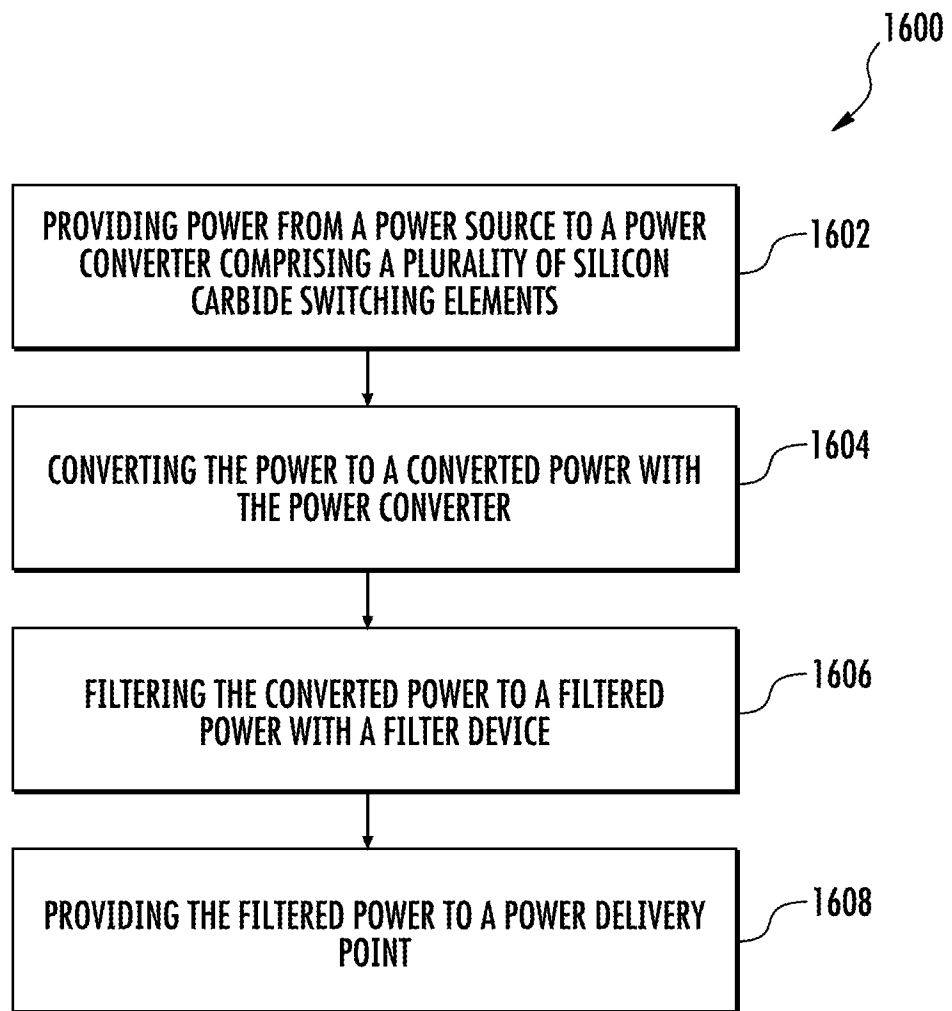 1600
PROVIDING POWER FROM A POWER SOURCE TO A POWER
CONVERTER COMPRISING A PLURALITY OF SILICON
CARBIDE SWITCHING ELEMENTS
1602
CONVERTING THE POWER TO A CONVERTED POWER WITH
THE POWER CONVERTER
1604
FILTERING THE CONVERTED POWER TO A FILTERED
POWER WITH A FILTER DEVICE
1606
PROVIDING THE FILTERED POWER TO A POWER DELIVERY
POINT
1608